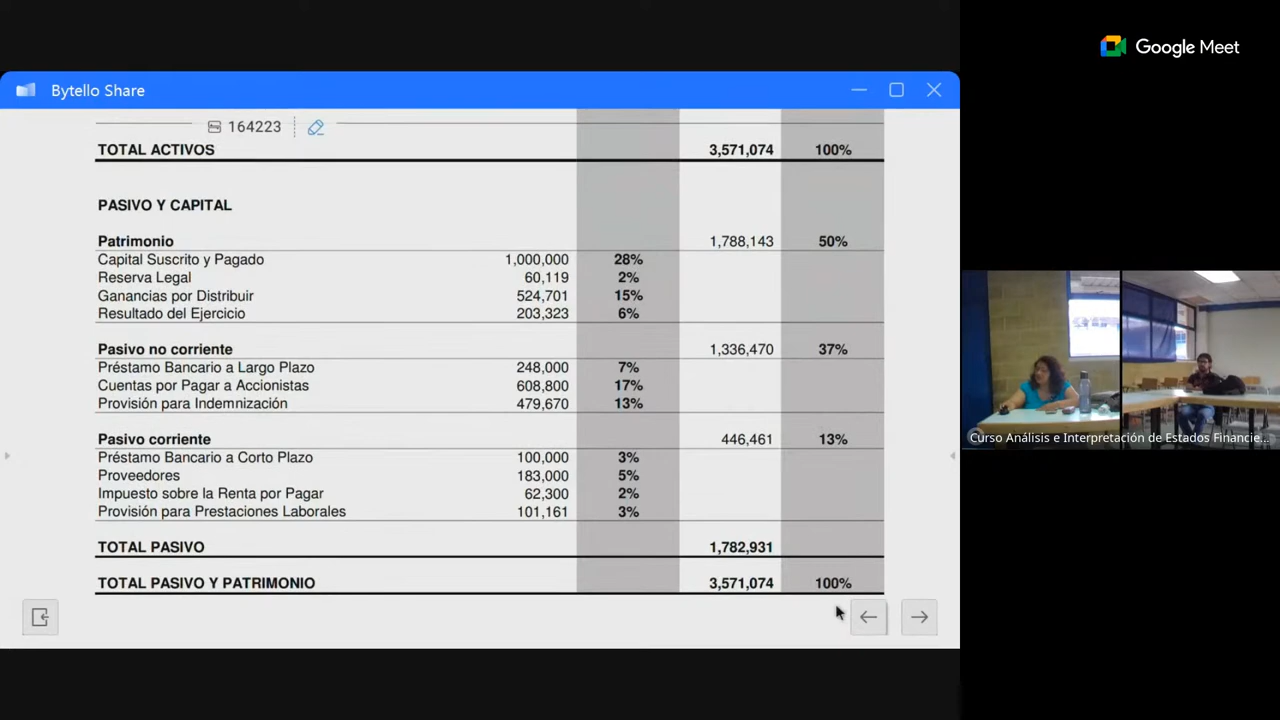 Google Meet
Bytello Share
164223
TOTAL ACTIVOS 3,571,074 100%
PASIVO Y CAPITAL
Patrimonio 1,788,143 50%
Capital Suscrito y Pagado 1,000,000 28%
Reserva Legal 60,119 2%
Ganancias por Distribuir 524,701 15%
Resultado del Ejercicio 203,323 6%
Pasivo no corriente 1,336,470 37%
Préstamo Bancario a Largo Plazo 248,000 7%
Cuentas por Pagar a Accionistas 608,800 17%
Provisión para Indemnización 479,670 13%
Pasivo corriente 446,461 13%
Préstamo Bancario a Corto Plazo 100,000 3%
Proveedores 183,000 5%
Impuesto sobre la Renta por Pagar 62,300 2%
Provisión para Prestaciones Laborales 101,161 3%
TOTAL PASIVO 1,782,931
TOTAL PASIVO Y PATRIMONIO 3,571,074 100%
Curso Análisis e Interpretación de Estados Financie...